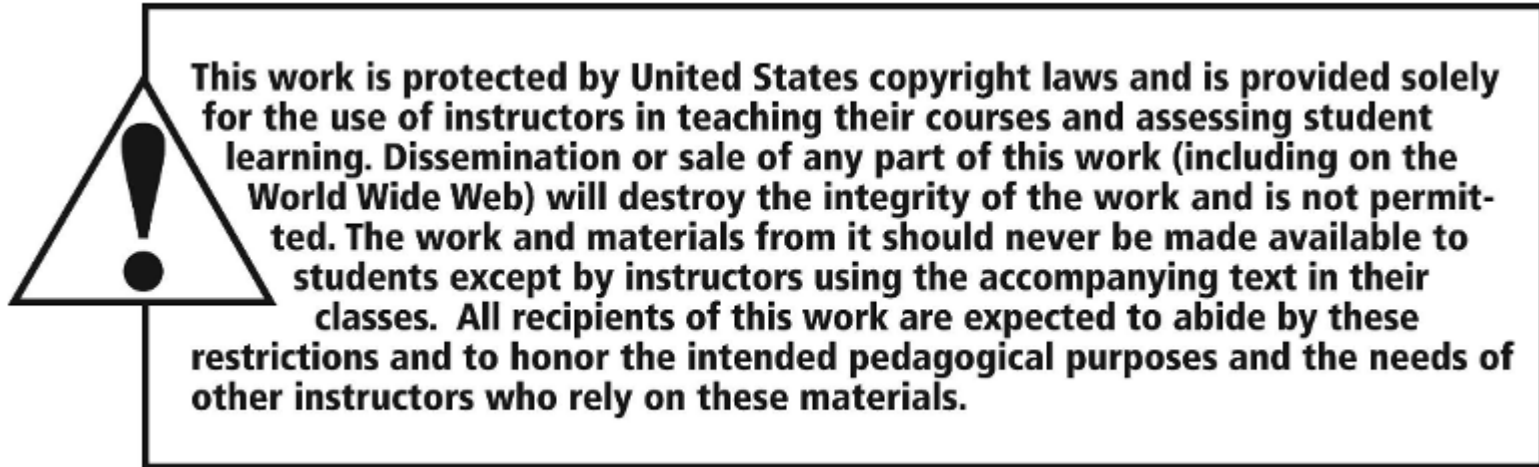 This work is protected by United States copyright laws and is provided solely
for the use of instructors in teaching their courses and assessing student
learning. Dissemination or sale of any part of this work (including on the
World Wide Web) will destroy the integrity of the work and is not permit-
ted. The work and materials from it should never be made available to
students except by instructors using the accompanying text in their
classes.  All recipients of this work are expected to abide by these
restrictions and to honor the intended pedagogical purposes and the needs of
other instructors who rely on these materials.